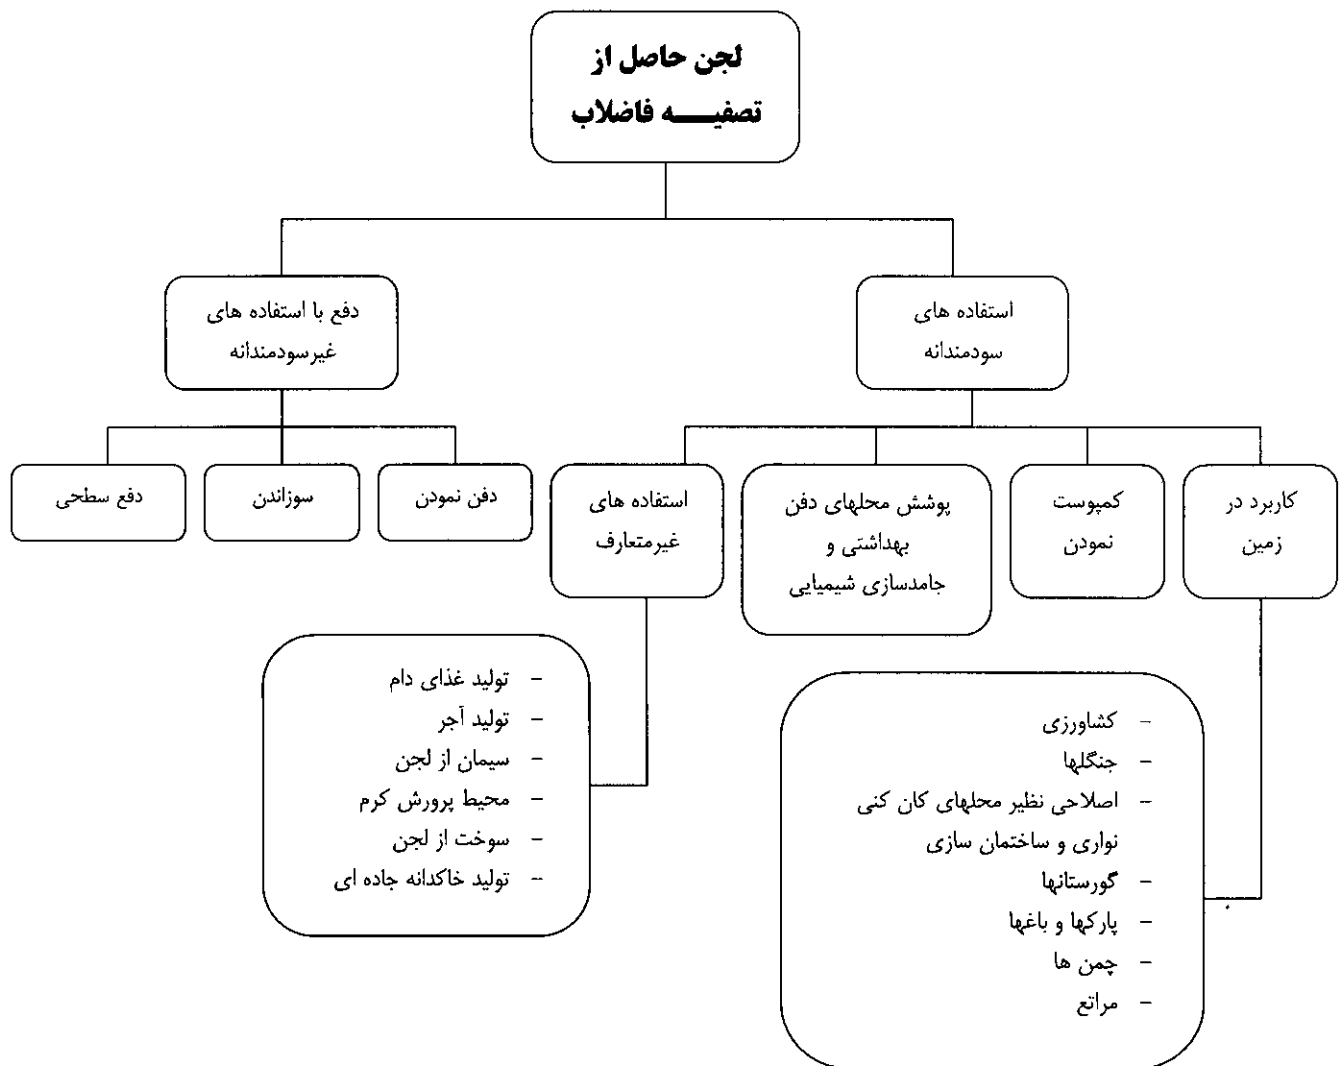 لجن حاصل از
تصفیـــــه فاضلاب
استفاده های
سودمندانه
دفع با استفاده های
غیرسودمندانه
کاربرد در
زمین
کمپوست
نمودن
پوشش محلهای دفن
بهداشتی و
جامدسازی شیمیایی
استفاده های
غیرمتعارف
دفن نمودن
سوزاندن
دفع سطحی
- کشاورزی
- جنگلها
- اصلاحی نظیر محلهای کان کنی
نواری و ساختمان سازی
- گورستانها
- پارکها و باغها
- چمن ها
- مراتع
- تولید غذای دام
- تولید آجر
- سیمان از لجن
- محیط پرورش کرم
- سوخت از لجن
- تولید خاکدانه جاده ای